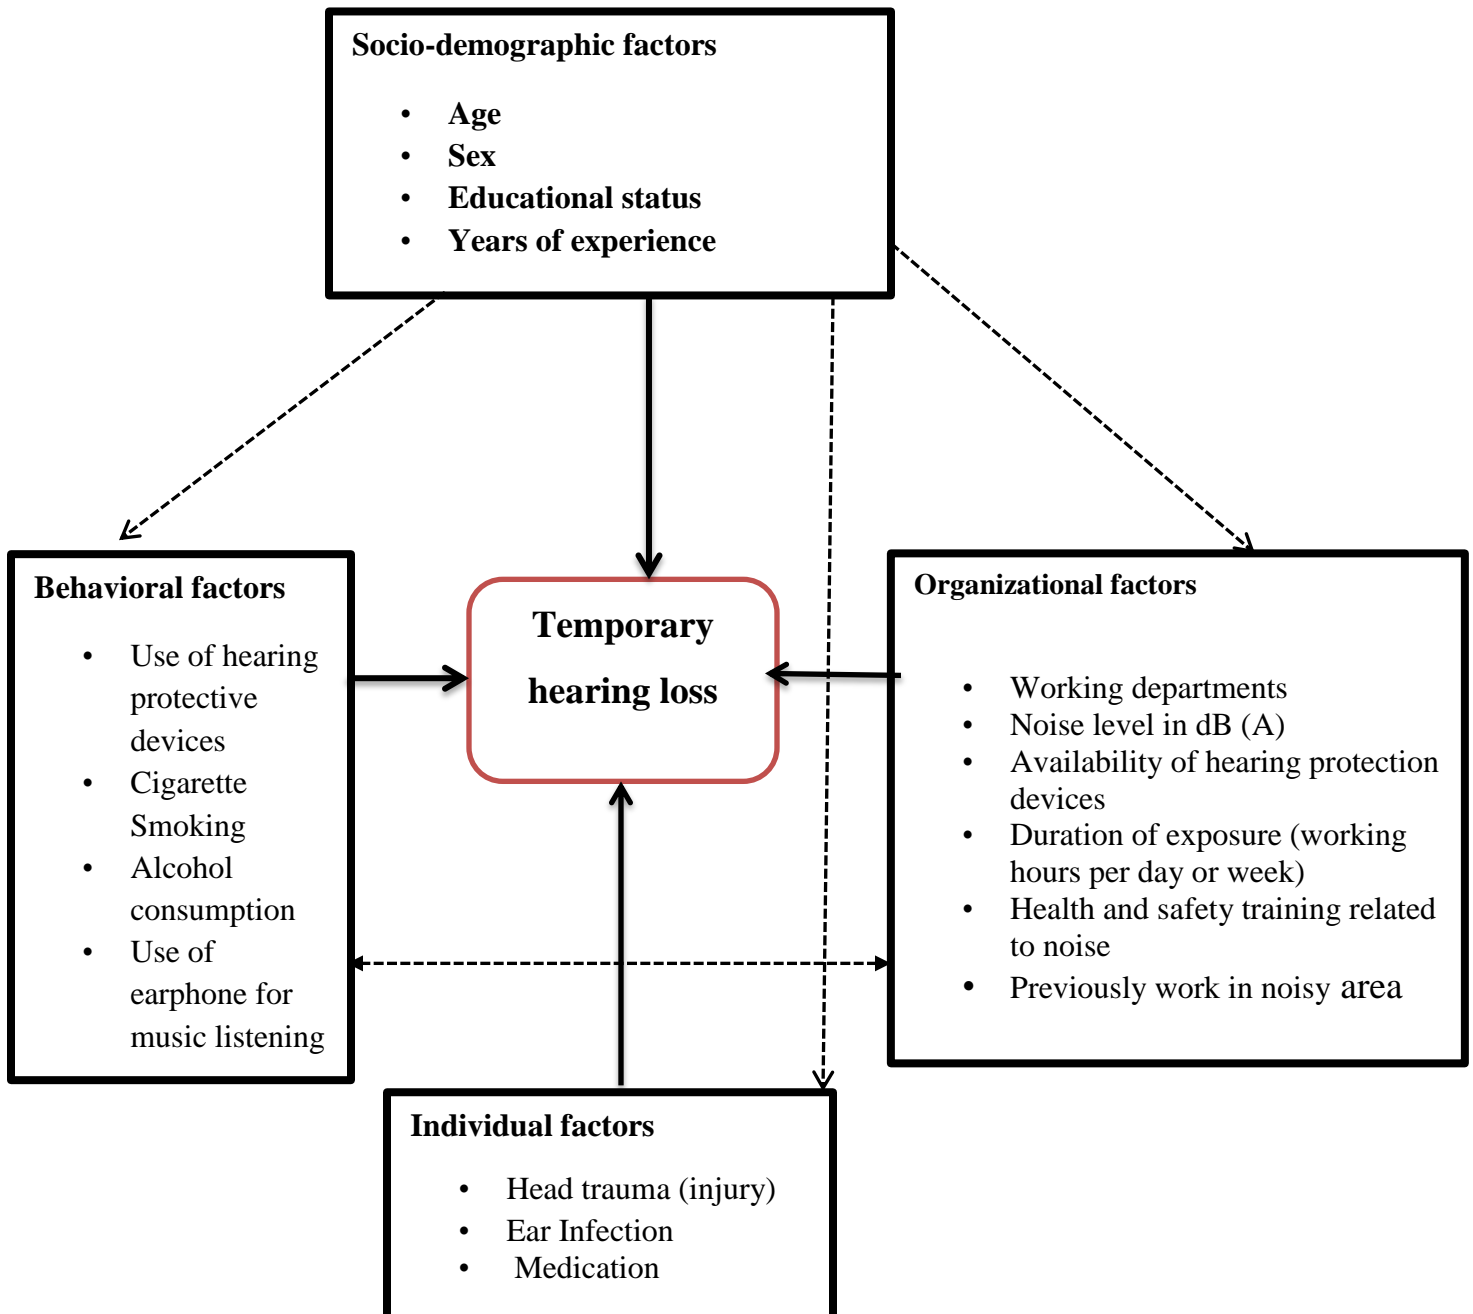 Socio-demographic factors
• Age
• Sex
• Educational status
• Years of experience
Behavioral factors
• Use of hearing
protective
devices
• Cigarette
Smoking
• Alcohol
consumption
• Use of
earphone for
music listening
Temporary
hearing loss
Organizational factors
• Working departments
• Noise level in dB (A)
• Availability of hearing protection
devices
• Duration of exposure (working
hours per day or week)
• Health and safety training related
to noise
• Previously work in noisy area
Individual factors
• Head trauma (injury)
• Ear Infection
• Medication